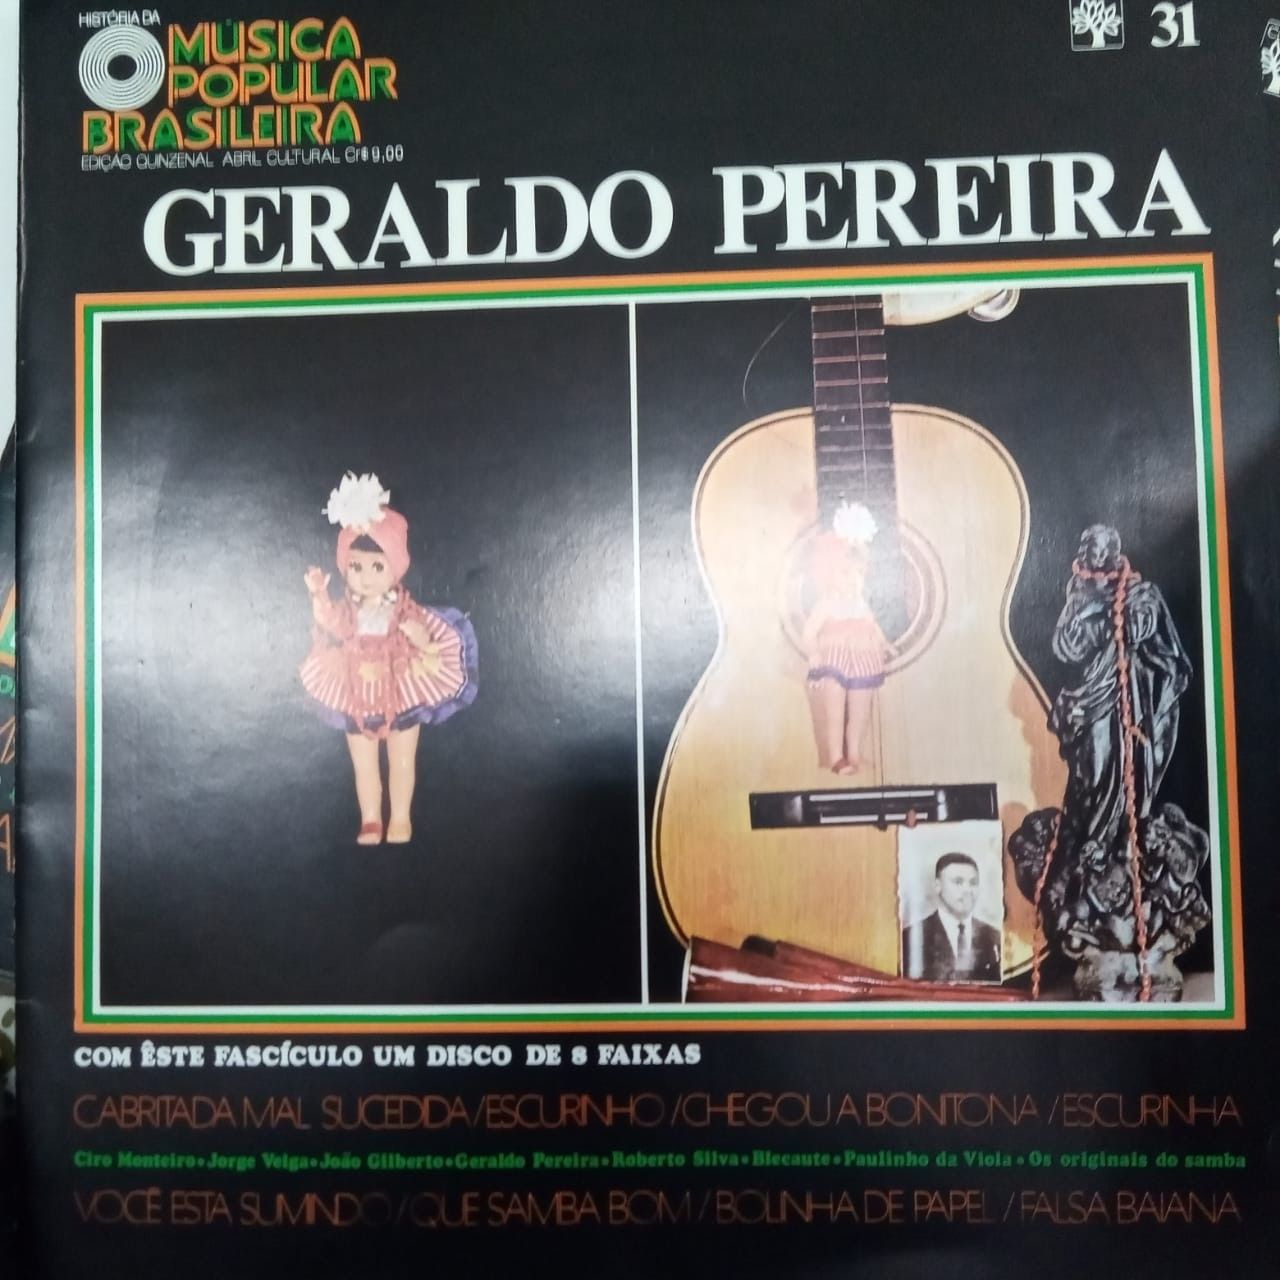 HISTÓRIA DA
MÚSICA
POPULAR
BRASILEIRA
EDIÇÃO QUINZENAL ABRIL CULTURAL Cr$ 9,00
31
GERALDO PEREIRA
COM ÊSTE FASCÍCULO UM DISCO DE 8 FAIXAS
CABRITADA MAL SUCEDIDA/ESCURINHO/CHEGOU A BONITONA/ESCURINHA
Ciro Monteiro•Jorge Veiga•João Gilberto•Geraldo Pereira•Roberto Silva•Blecaute•Paulinho da Viola•Os originais do samba
VOCÊ ESTA SUMINDO/QUE SAMBA BOM/BOLINHA DE PAPEL/FALSA BAIANA